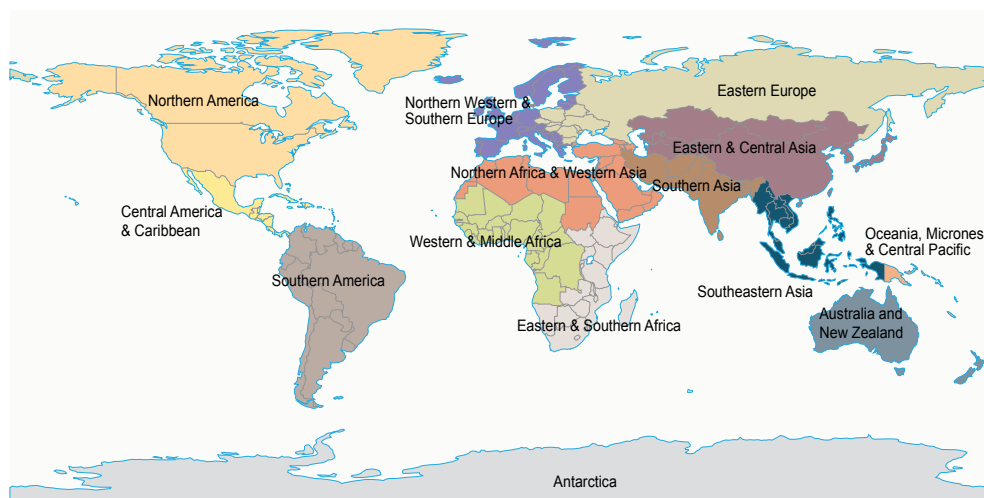 Northern America
Northern Western &
Southern Europe
Eastern Europe
Eastern & Central Asia
Northern Africa & Western Asia
Southern Asia
Central America
& Caribbean
Western & Middle Africa
Oceania, Micrones
& Central Pacific
Southern America
Southeastern Asia
Eastern & Southern Africa
Australia and
New Zealand
Antarctica